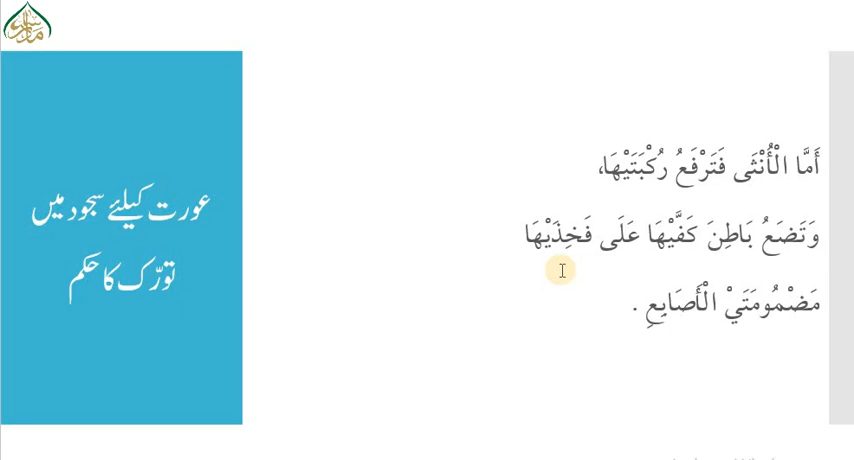 أَمَّا الْأُنْثَى فَتَرْفَعُ رُكْبَتَيْهَا،
وَتَضَعُ بَاطِنَ كَفَّيْهَا عَلَى فَخِذَيْهَا
مَضْمُومَتَيْ الْأَصَابِعِ .
عورت کیلئے سجود میں
تورّک کا حکم